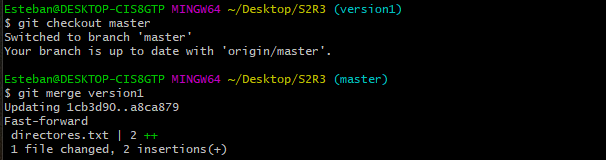 Esteban@DESKTOP-CIS8GTP MINGW64 ~/Desktop/S2R3 (version1)
$ git checkout master
Switched to branch 'master'
Your branch is up to date with 'origin/master'.
Esteban@DESKTOP-CIS8GTP MINGW64 ~/Desktop/S2R3 (master)
$ git merge version1
Updating 1cb3d90..a8ca879
Fast-forward
directores.txt | 2 ++
1 file changed, 2 insertions(+)